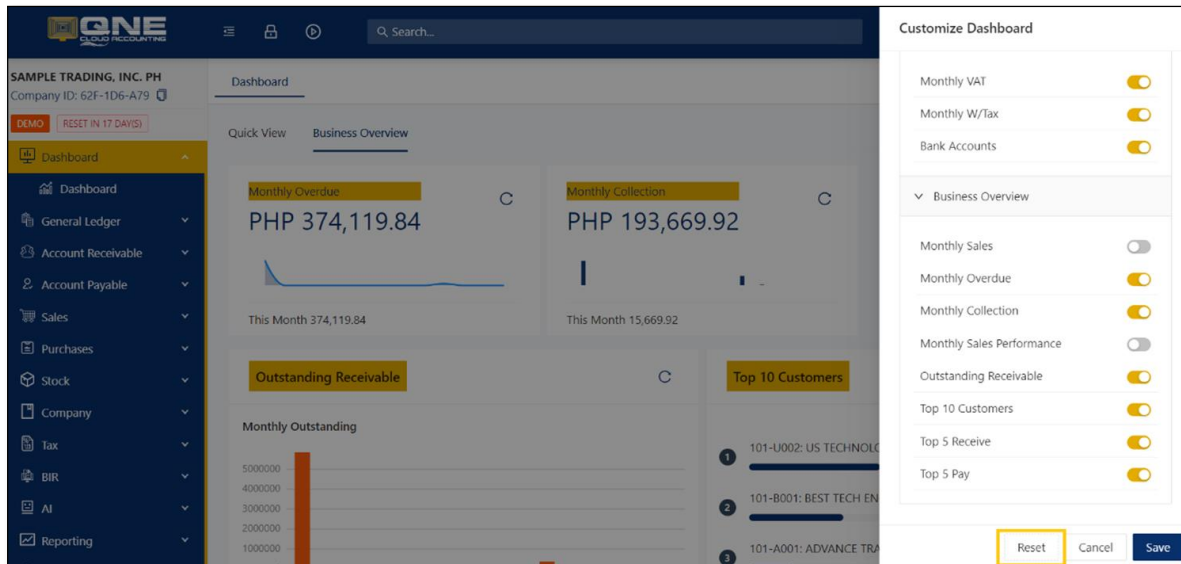 QNE
CLOUD ACCOUNTING
Search...
SAMPLE TRADING, INC. PH
Company ID: 62F-1D6-A79
DEMO RESET IN 17 DAY(S)
Dashboard
Dashboard
General Ledger
Account Receivable
Account Payable
Sales
Purchases
Stock
Company
Tax
BIR
AI
Reporting
Dashboard
Quick View Business Overview
Monthly Overdue
PHP 374,119.84
This Month 374,119.84
Monthly Collection
PHP 193,669.92
This Month 15,669.92
Outstanding Receivable
Monthly Outstanding
5000000
4000000
3000000
2000000
1000000
Top 10 Customers
1 101-U002: US TECHNOLO
2 101-B001: BEST TECH EN
3 101-A001: ADVANCE TRA
Customize Dashboard
Monthly VAT
Monthly W/Tax
Bank Accounts
Business Overview
Monthly Sales
Monthly Overdue
Monthly Collection
Monthly Sales Performance
Outstanding Receivable
Top 10 Customers
Top 5 Receive
Top 5 Pay
Reset Cancel Save